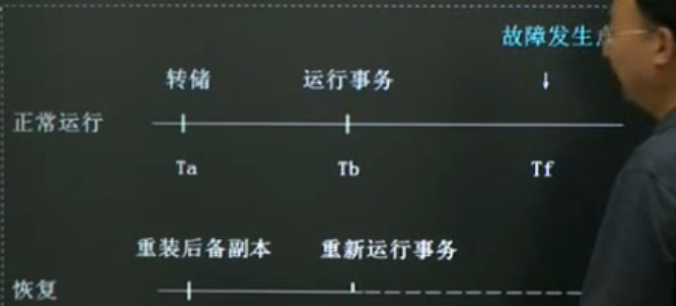 故障发生点
转储 运行事务 ↓
正常运行
Ta Tb Tf
重装后备副本 重新运行事务
恢复